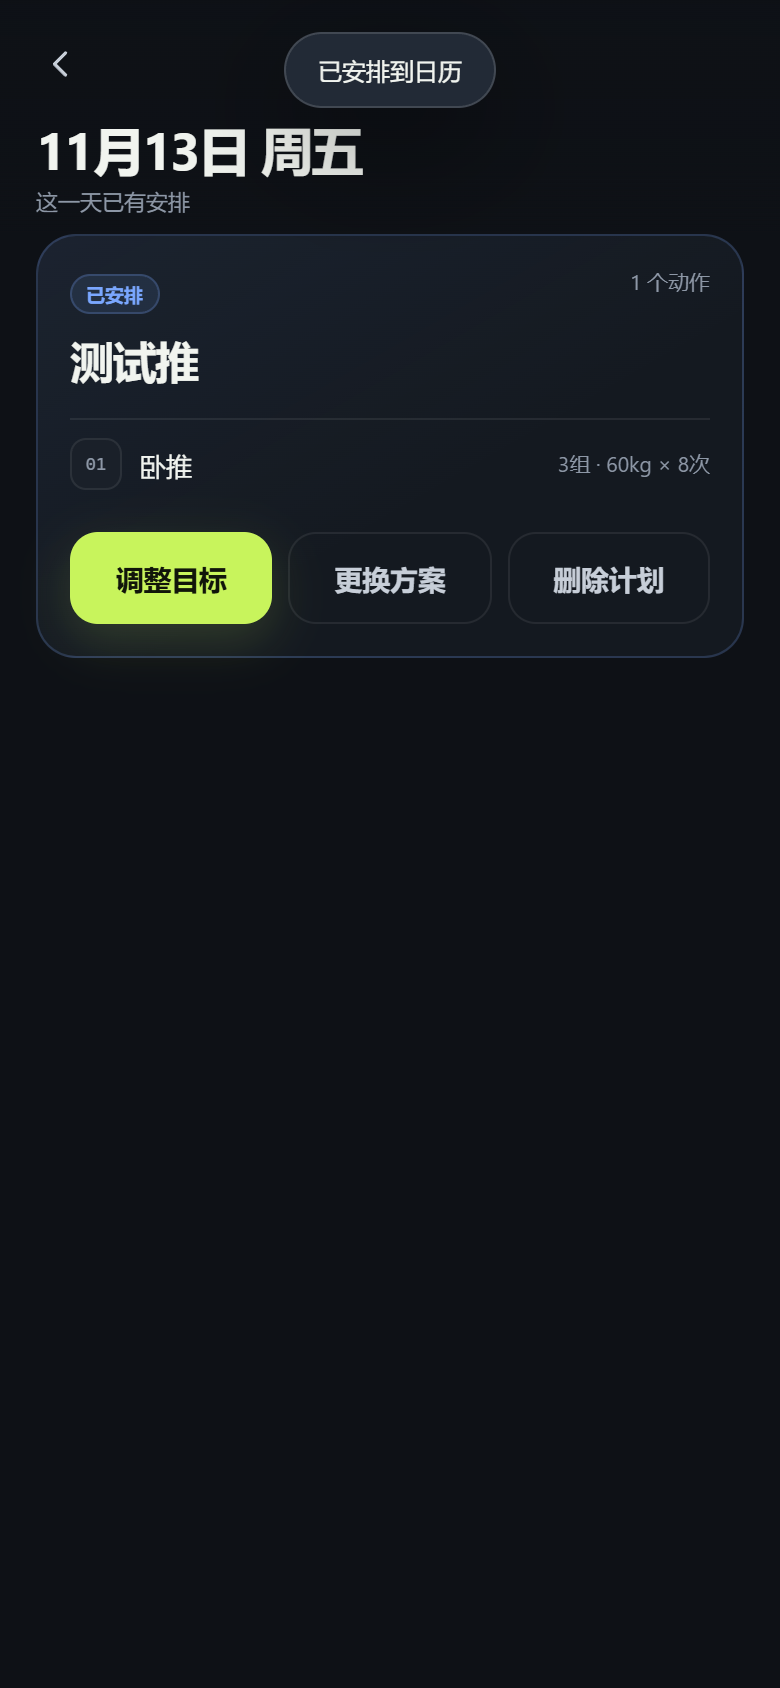 已安排到日历
11月13日 周五
这一天已有安排
已安排
1 个动作
测试推
01 卧推 3组 · 60kg × 8次
调整目标 更换方案 删除计划